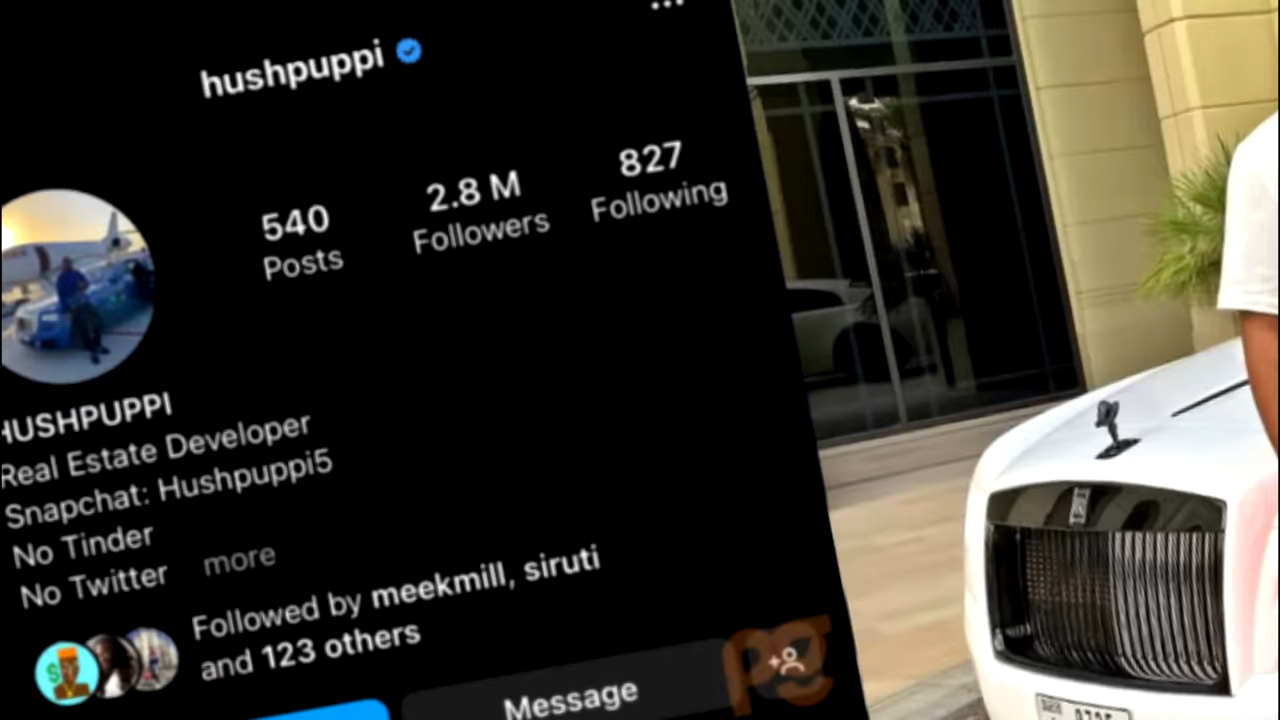 hushpuppi
540
Posts
2.8 M
Followers
827
Following
HUSHPUPPI
Real Estate Developer
Snapchat: Hushpuppi5
No Tinder
No Twitter more
Followed by meekmill, siruti
and 123 others
Message